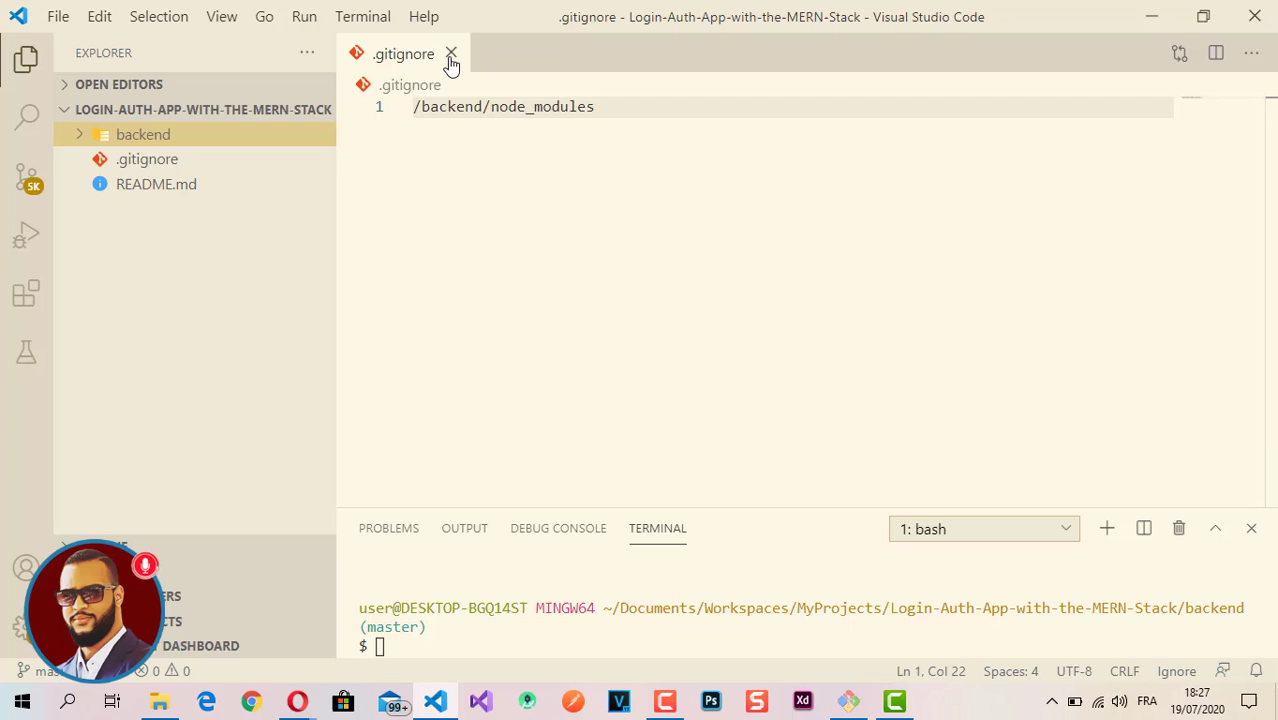 File Edit Selection View Go Run Terminal Help .gitignore - Login-Auth-App-with-the-MERN-Stack - Visual Studio Code
EXPLORER
.gitignore
OPEN EDITORS
.gitignore
LOGIN-AUTH-APP-WITH-THE-MERN-STACK
1 /backend/node_modules
backend
.gitignore
README.md
5K
PROBLEMS OUTPUT DEBUG CONSOLE TERMINAL 1: bash
user@DESKTOP-BGQ14ST MINGW64 ~/Documents/Workspaces/MyProjects/Login-Auth-App-with-the-MERN-Stack/backend
(master)
$
DASHBOARD
0 0 Ln 1, Col 22 Spaces: 4 UTF-8 CRLF Ignore
99+ Ps S Xd C FRA 18:27
19/07/2020